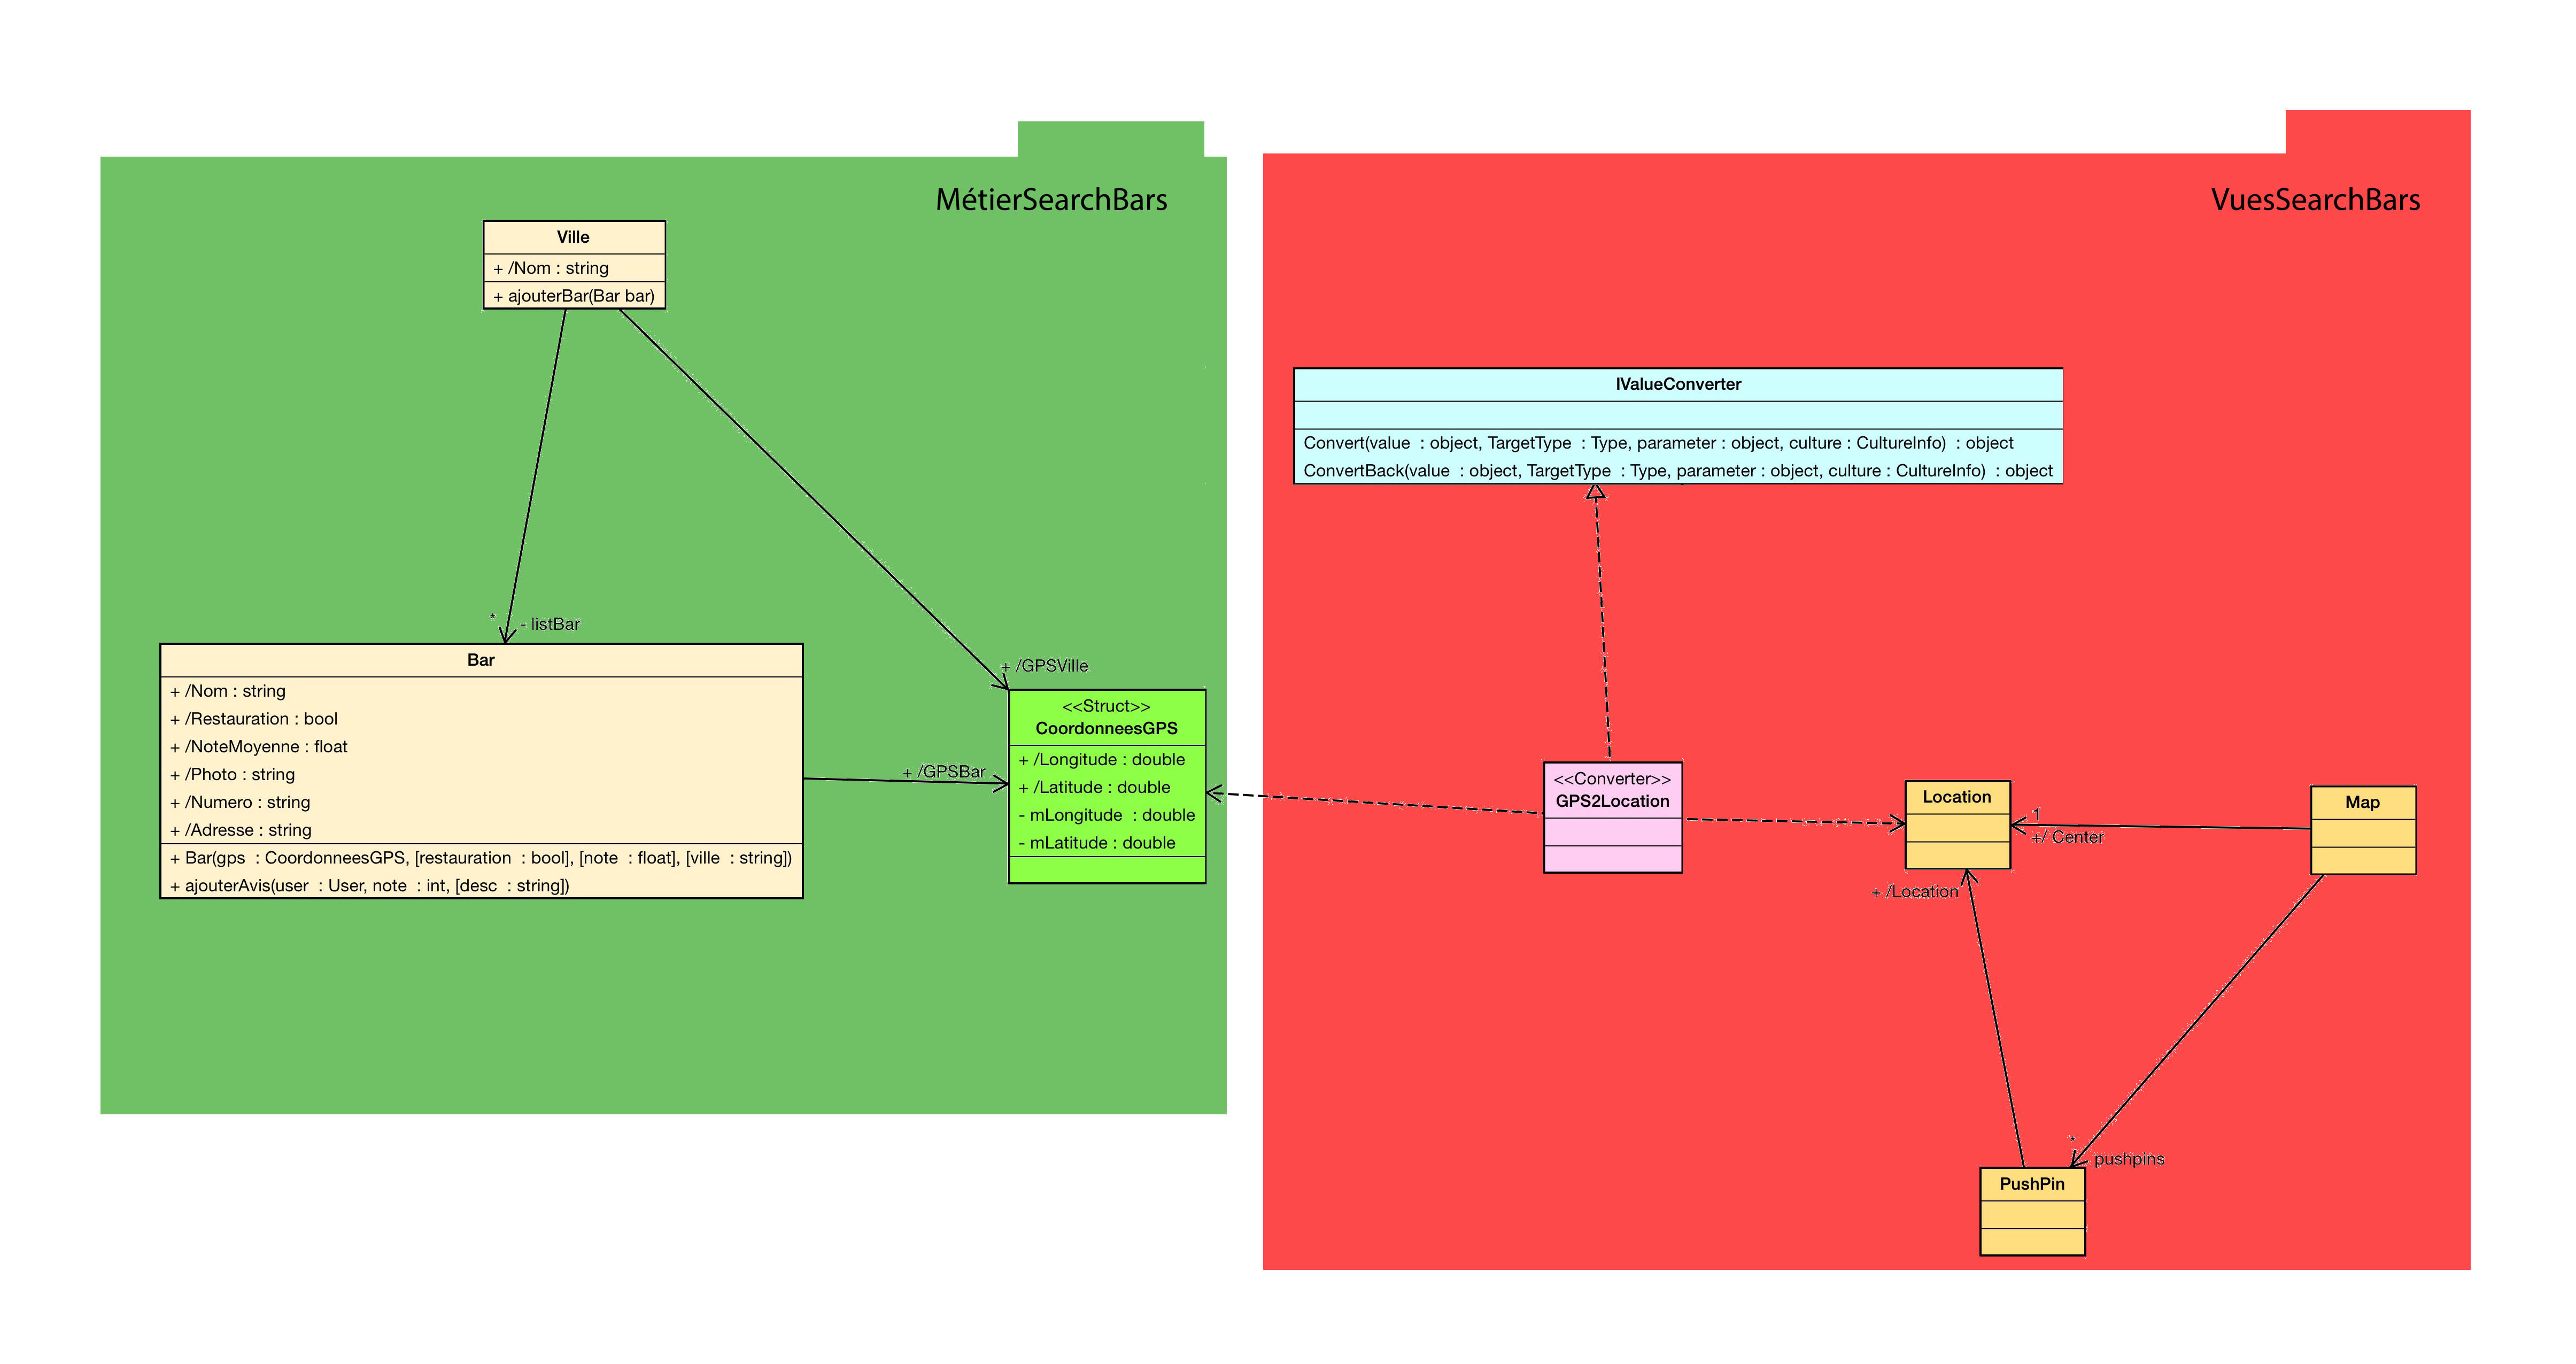 MétierSearchBars
Ville
+ /Nom : string
+ ajouterBar(Bar bar)
*
- listBar
Bar
+ /Nom : string
+ /Restauration : bool
+ /NoteMoyenne : float
+ /Photo : string
+ /Numero : string
+ /Adresse : string
+ Bar(gps : CoordonneesGPS, [restauration : bool], [note : float], [ville : string])
+ ajouterAvis(user : User, note : int, [desc : string])
+ /GPSVille
+ /GPSBar
<<Struct>>
CoordonneesGPS
+ /Longitude : double
+ /Latitude : double
- mLongitude : double
- mLatitude : double
VuesSearchBars
IValueConverter
Convert(value : object, TargetType : Type, parameter : object, culture : CultureInfo) : object
ConvertBack(value : object, TargetType : Type, parameter : object, culture : CultureInfo) : object
<<Converter>>
GPS2Location
Location
1
+/ Center
Map
+ /Location
*
pushpins
PushPin